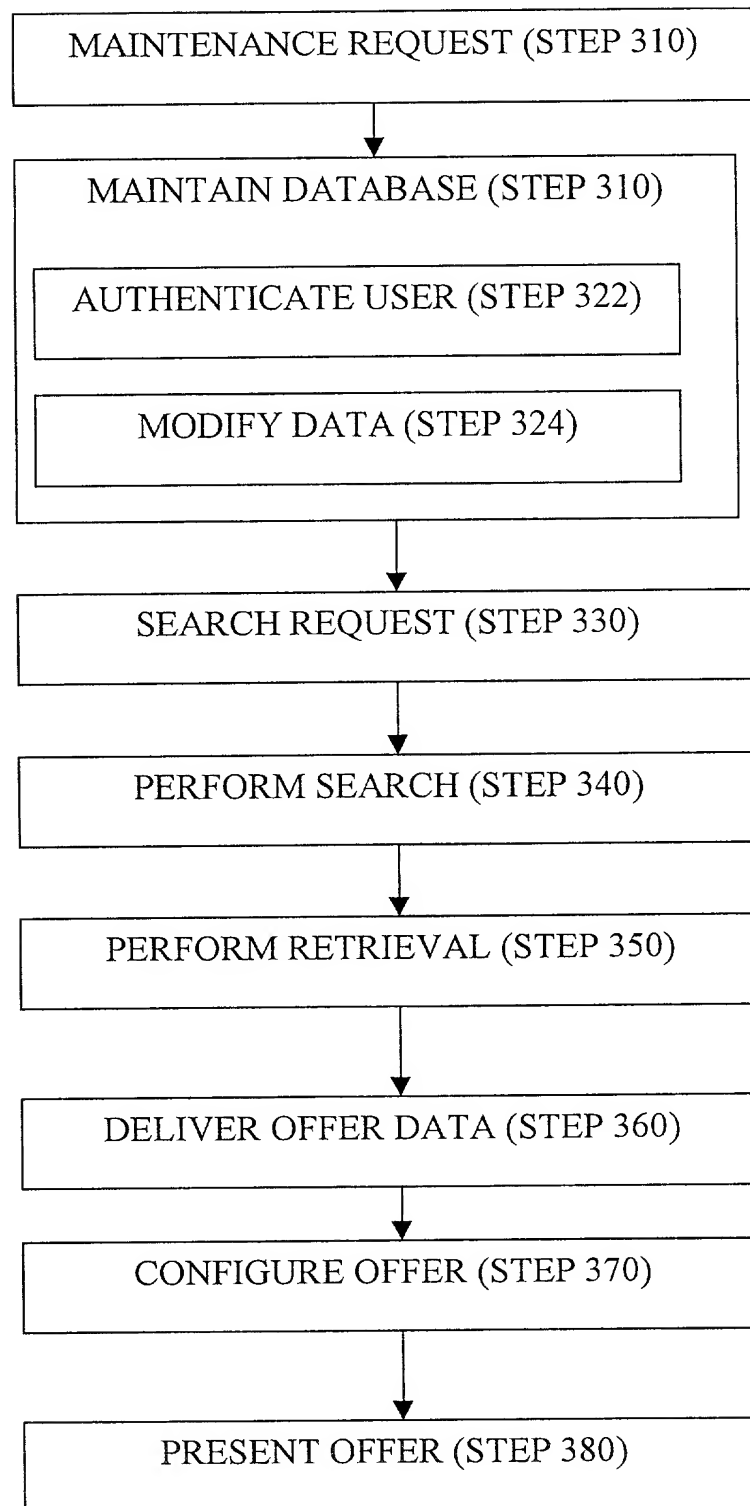 MAINTENANCE REQUEST (STEP 310)
MAINTAIN DATABASE (STEP 310)
AUTHENTICATE USER (STEP 322)
MODIFY DATA (STEP 324)
SEARCH REQUEST (STEP 330)
PERFORM SEARCH (STEP 340)
PERFORM RETRIEVAL (STEP 350)
DELIVER OFFER DATA (STEP 360)
CONFIGURE OFFER (STEP 370)
PRESENT OFFER (STEP 380)